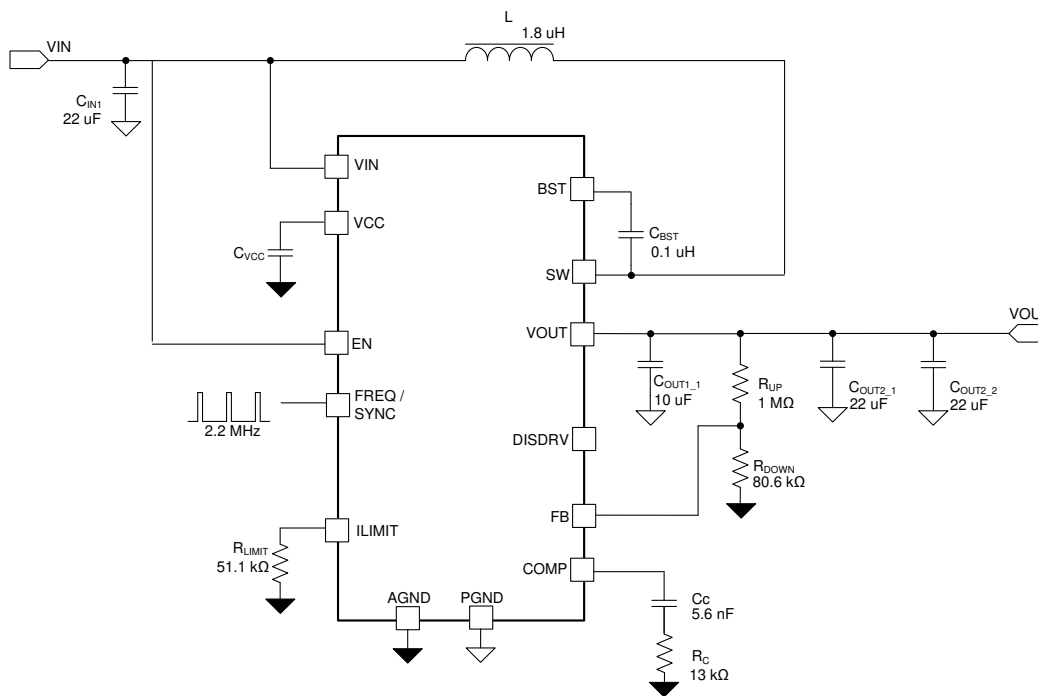 L
1.8 uH
VIN
C_IN1
22 uF
VIN
BST
VCC
C_BST
0.1 uH
C_VCC
SW
VOUT
VOU
EN
FREQ /
SYNC
2.2 MHz
C_OUT1_1
10 uF
R_UP
1 MΩ
C_OUT2_1
22 uF
C_OUT2_2
22 uF
DISDRV
R_DOWN
80.6 kΩ
FB
ILIMIT
R_LIMIT
51.1 kΩ
COMP
AGND
PGND
Cc
5.6 nF
R_C
13 kΩ